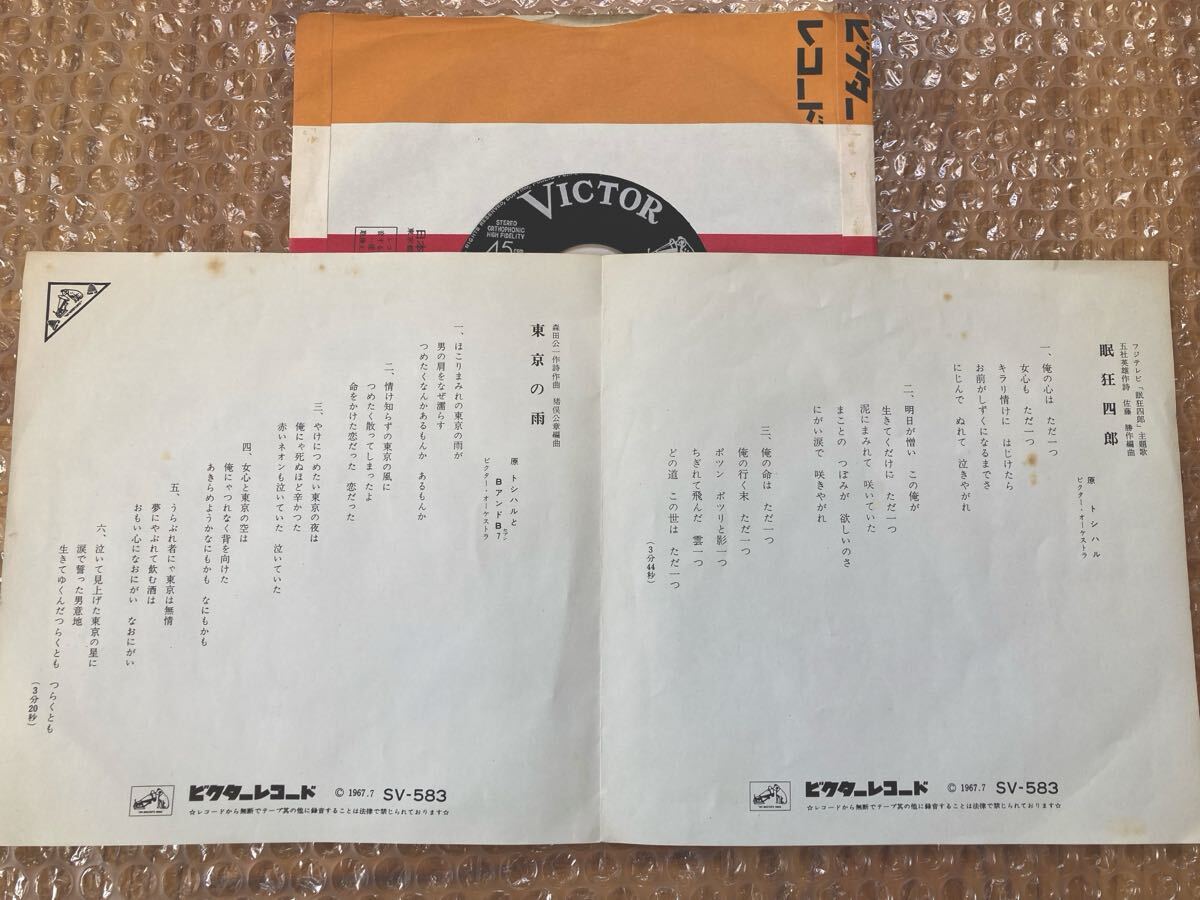 ビクター
レコード
VICTOR
STEREO
ORTHOPHONIC
HIGH FIDELITY
45
フジテレビ「眠狂四郎」主題歌
五社英雄作詩 佐藤 勝作編曲
眠狂四郎
原 トシハル
ビクター・オーケストラ
一、俺の心は ただ一つ
女心も ただ一つ
キラリ情けに はじけたら
お前がしずくになるまでさ
にじんで ぬれて 泣きやがれ
二、明日が憎い この俺が
生きてくだけに ただ一つ
泥にまみれて 咲いていた
まことの つぼみが 欲しいのさ
にがい涙で 咲きやがれ
三、俺の命は ただ一つ
俺の行く末 ただ一つ
ポツン ポツリと影一つ
ちぎれて飛んだ 雲一つ
どの道 この世は ただ一つ
(3分44秒)
ビクターレコード © 1967.7 SV-583
☆レコードから無断でテープ其の他に録音することは法律で禁じられております☆
森田公一作詩作曲 猪俣公章編曲
東京の雨
原 トシハルと
BアンドB7
セブン
ビクター・オーケストラ
一、ほこりまみれの東京の雨が
男の肩をなぜ濡らす
つめたくなんかあるもんか あるもんか
二、情け知らずの東京の風に
つめたく散ってしまったよ
命をかけた恋だった 恋だった
三、やけにつめたい東京の夜は
俺にゃ死ぬほど辛かった
赤いネオンも泣いていた 泣いていた
四、女心と東京の空は
俺にゃつれなく背を向けた
あきらめようかなにもかも なにもかも
五、うらぶれ者にゃ東京は無情
夢にやぶれて飲む酒は
おもい心になおにがい なおにがい
六、泣いて見上げた東京の星に
涙で誓った男意地
生きてゆくんだつらくとも つらくとも
(3分20秒)
ビクターレコード © 1967.7 SV-583
☆レコードから無断でテープ其の他に録音することは法律で禁じられております☆